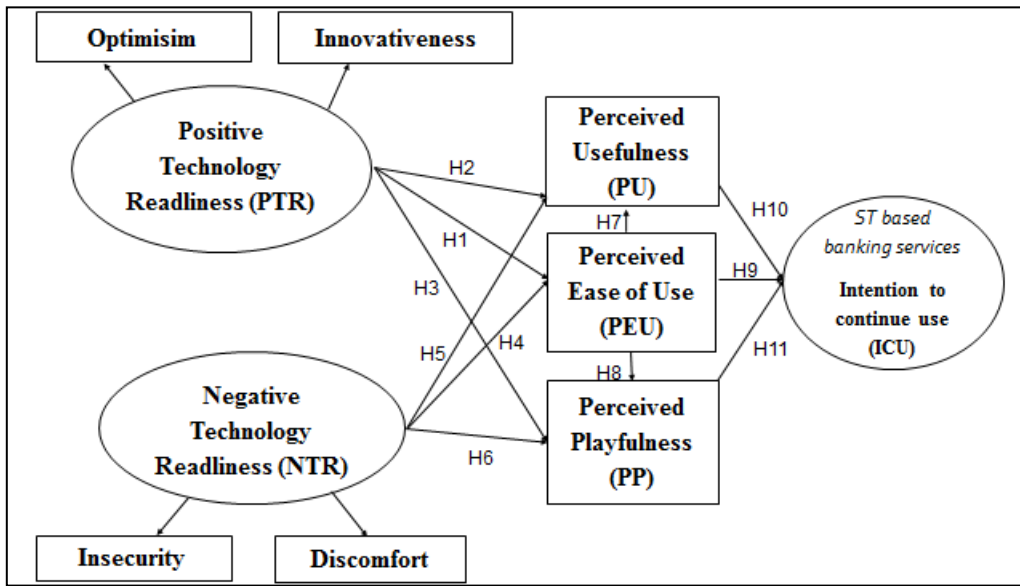 Optimisim
Innovativeness
Positive
Technology
Readliness (PTR)
Perceived
Usefulness
(PU)
H2
H10
H7
H1
ST based
banking services
Intention to
continue use
(ICU)
Perceived
Ease of Use
(PEU)
H9
H3
H5
H4
H11
H8
Negative
Technology
Readliness (NTR)
Perceived
Playfulness
(PP)
H6
Insecurity
Discomfort